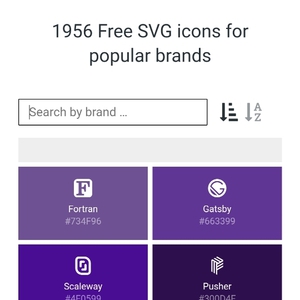 1956 Free SVG icons for
popular brands
Search by brand ...
A
Z
F
Fortran
#734F96
Gatsby
#663399
Scaleway
#4F0599
Pusher
#300D4F